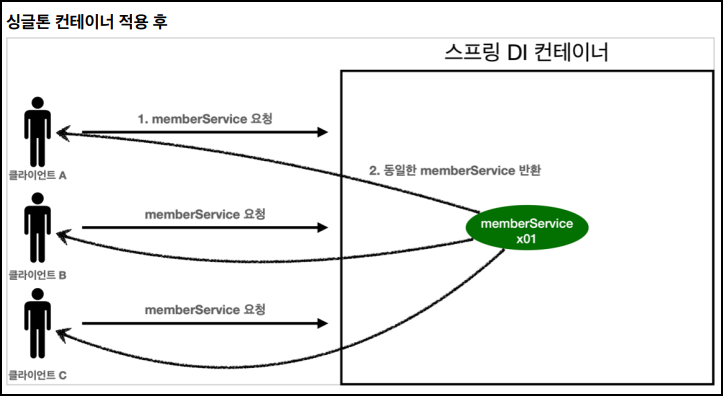 싱글톤 컨테이너 적용 후
스프링 DI 컨테이너
1. memberService 요청
클라이언트 A
2. 동일한 memberService 반환
memberService 요청
memberService
x01
클라이언트 B
memberService 요청
클라이언트 C